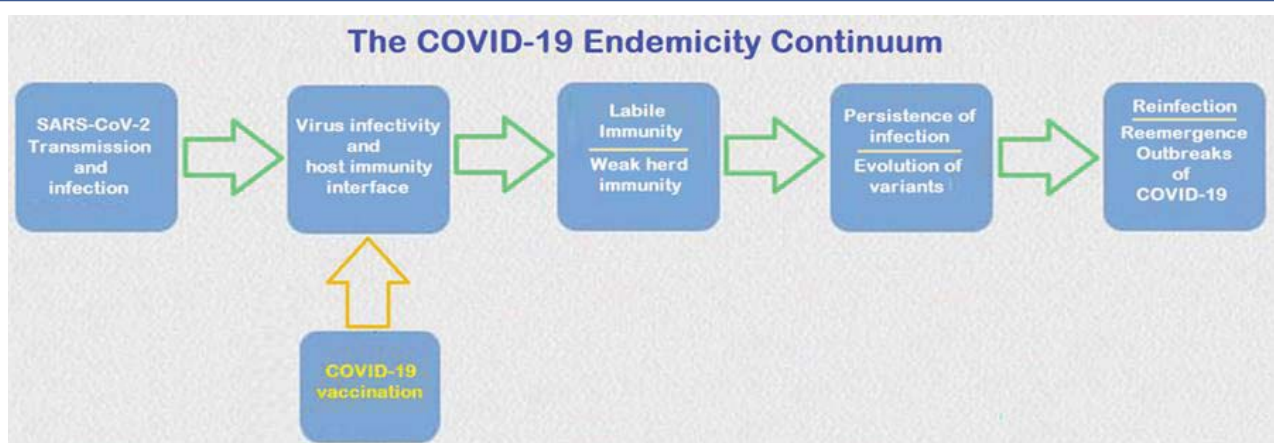 The COVID-19 Endemicity Continuum
SARS-CoV-2
Transmission
and
infection
Virus infectivity
and
host immunity
interface
Labile
Immunity
Weak herd
immunity
Persistence of
infection
Evolution of
variants
Reinfection
Reemergence
Outbreaks
of
COVID-19
COVID-19
vaccination